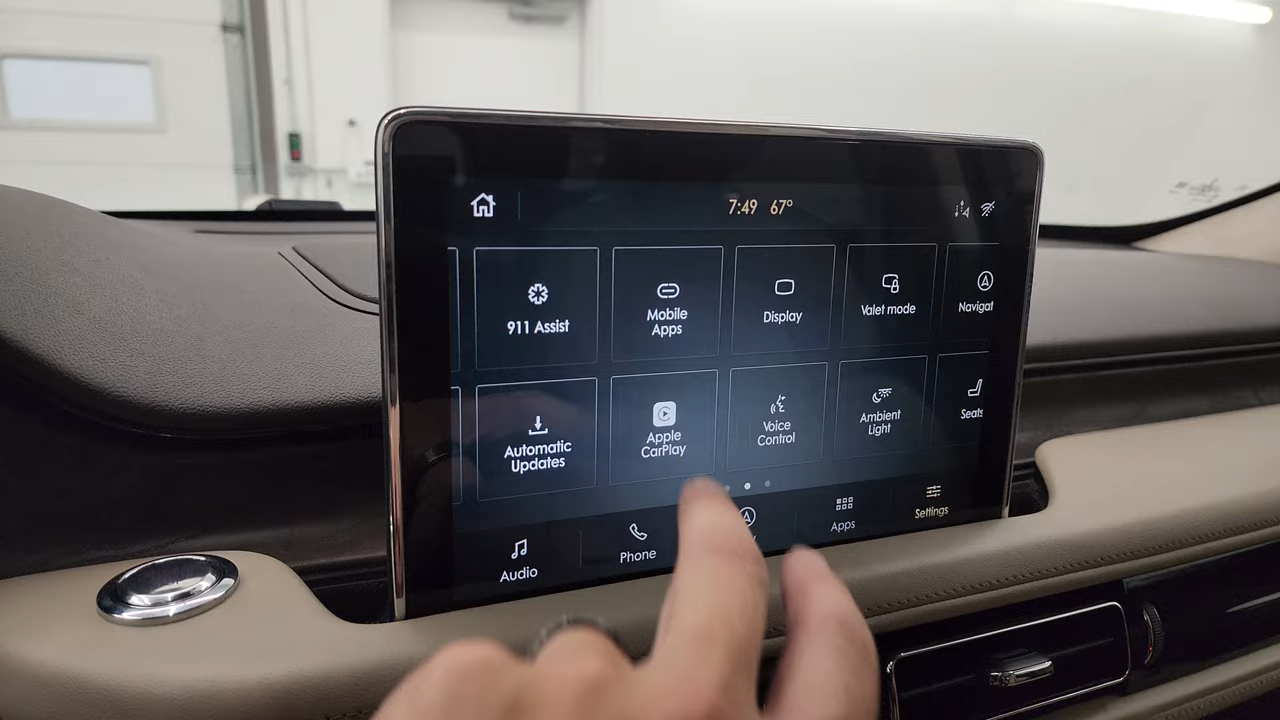 7:49 67°
911 Assist
Mobile
Apps
Display
Valet mode
Navigat
Automatic
Updates
Apple
CarPlay
Voice
Control
Ambient
Light
Seats
Audio
Phone
Apps
Settings